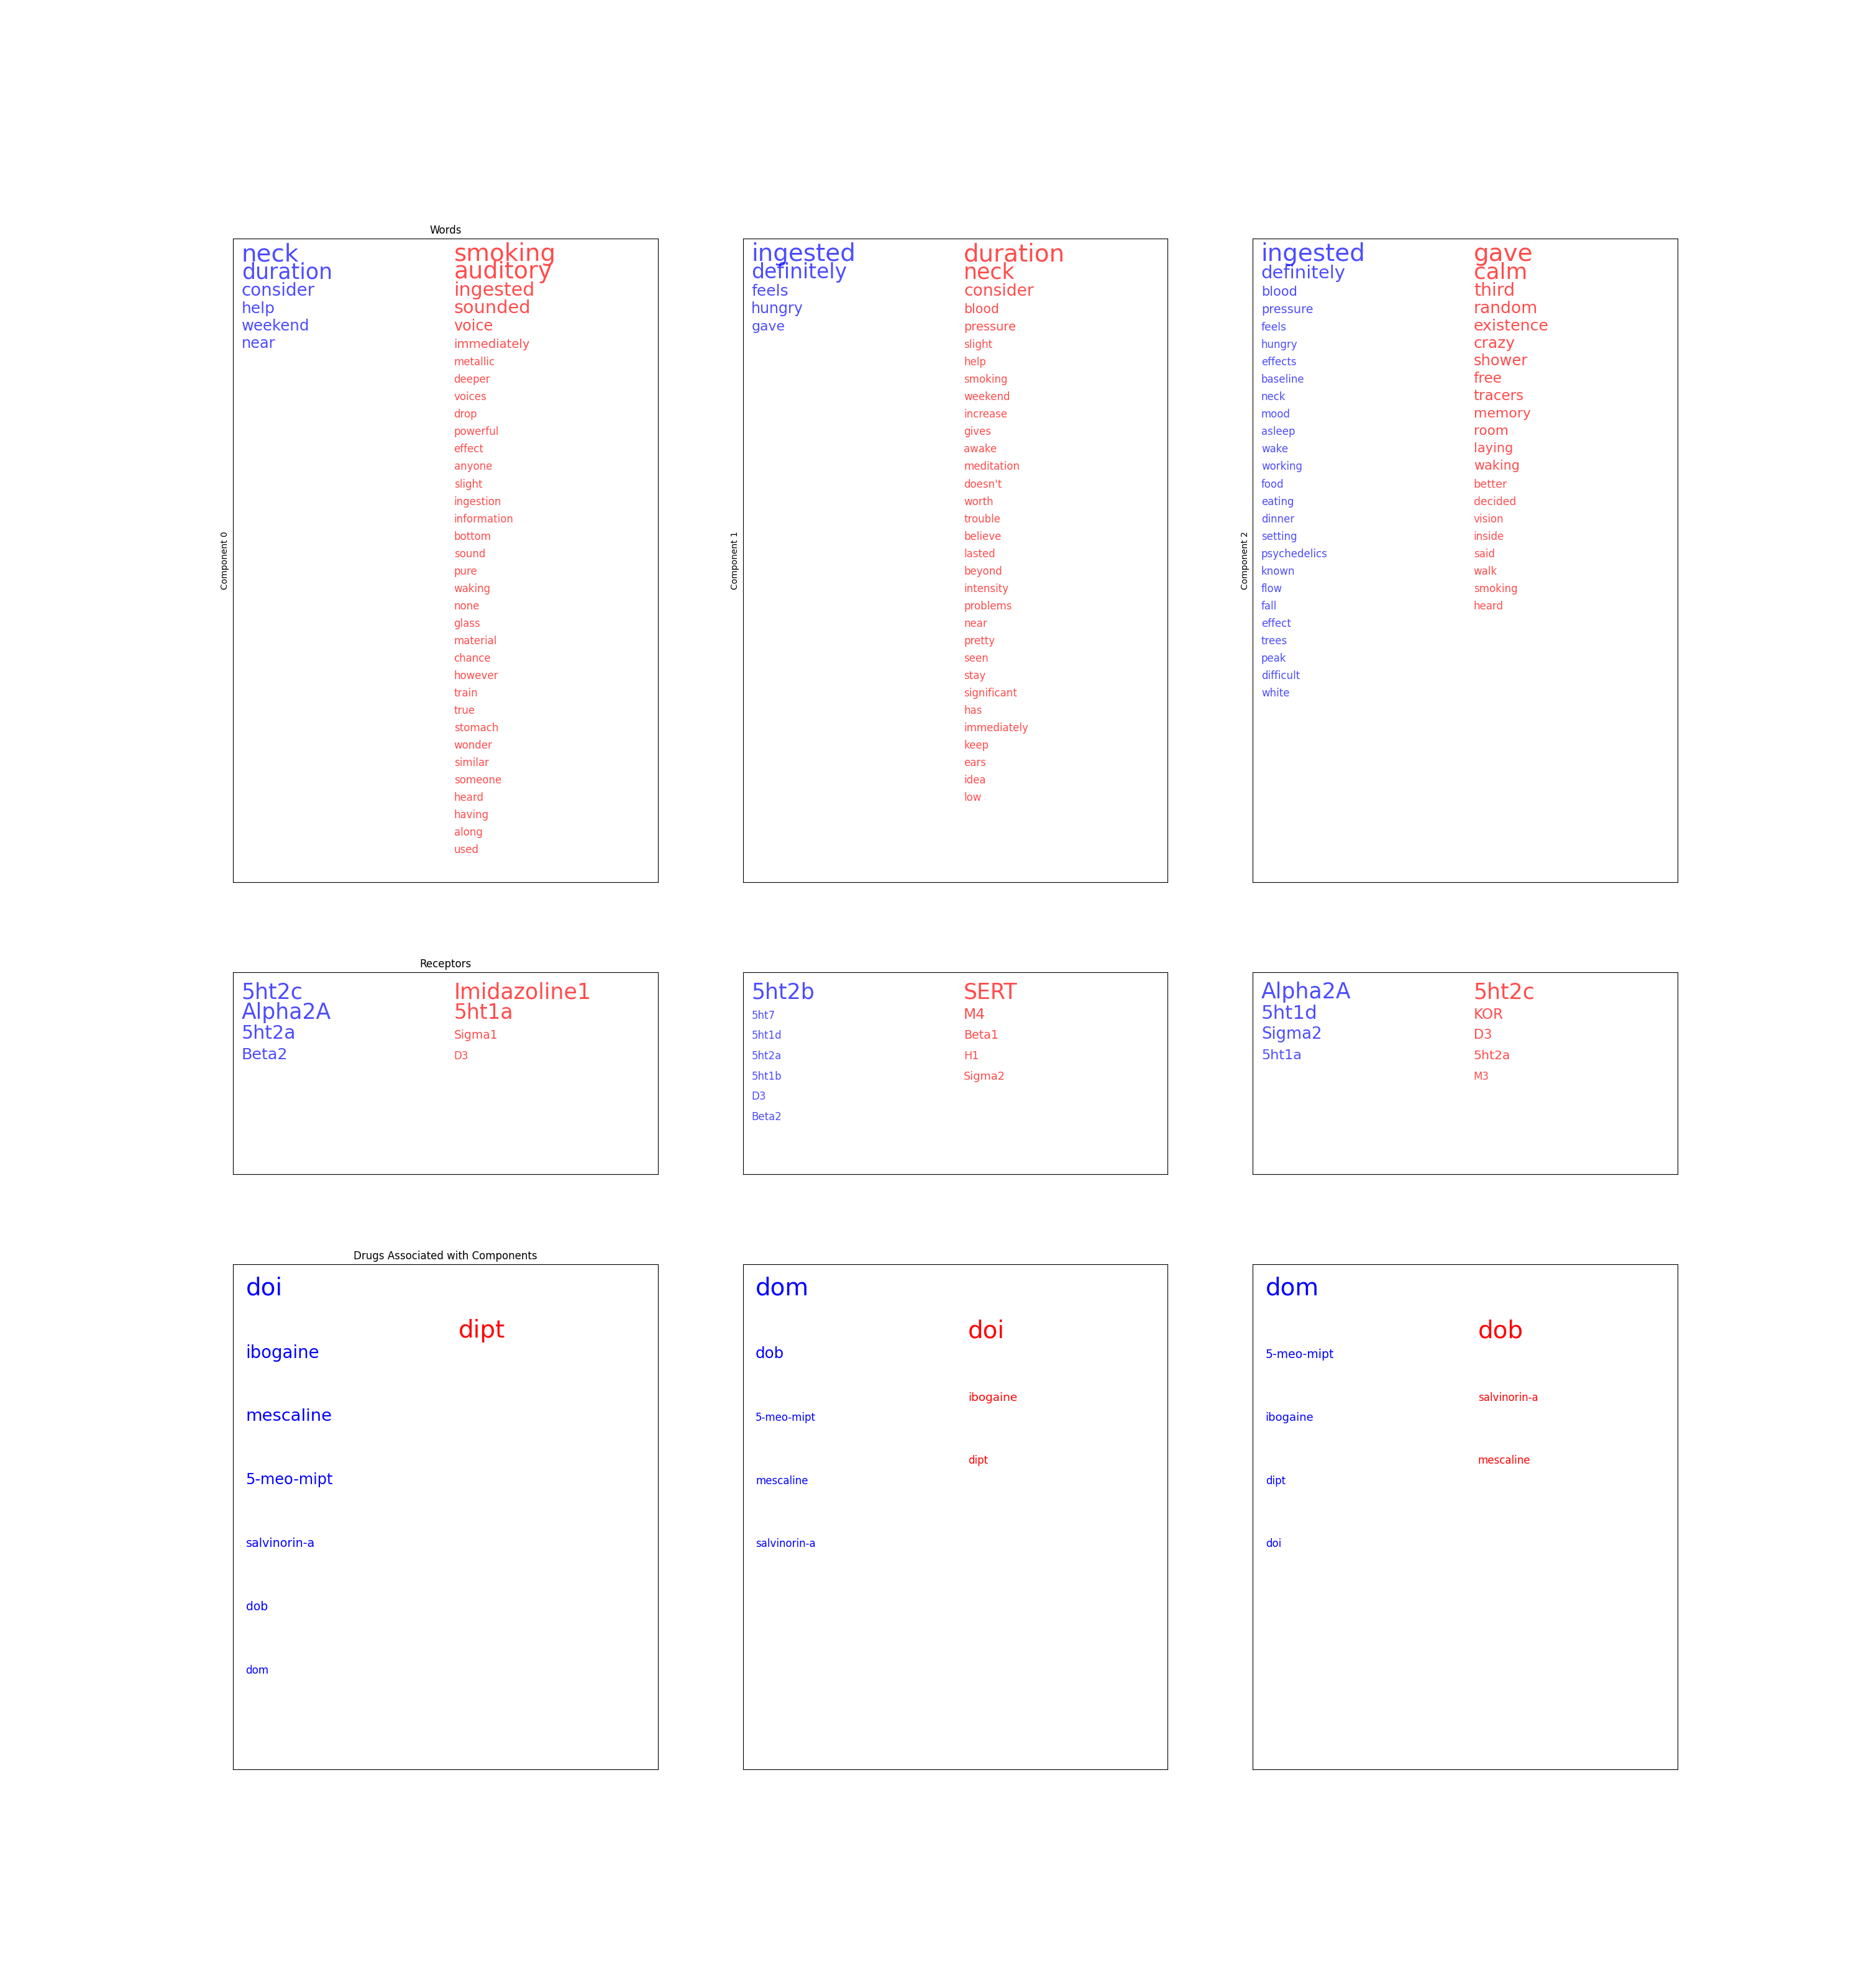 Words
Component 0
neck
duration
consider
help
weekend
near
smoking
auditory
ingested
sounded
voice
immediately
metallic
deeper
voices
drop
powerful
effect
anyone
slight
ingestion
information
bottom
sound
pure
waking
none
glass
material
chance
however
train
true
stomach
wonder
similar
someone
heard
having
along
used
Component 1
ingested
definitely
feels
hungry
gave
duration
neck
consider
blood
pressure
slight
help
smoking
weekend
increase
gives
awake
meditation
doesn't
worth
trouble
believe
lasted
beyond
intensity
problems
near
pretty
seen
stay
significant
has
immediately
keep
ears
idea
low
Component 2
ingested
definitely
blood
pressure
feels
hungry
effects
baseline
neck
mood
asleep
wake
working
food
eating
dinner
setting
psychedelics
known
flow
fall
effect
trees
peak
difficult
white
gave
calm
third
random
existence
crazy
shower
free
tracers
memory
room
laying
waking
better
decided
vision
inside
said
walk
smoking
heard
Receptors
5ht2c
Alpha2A
5ht2a
Beta2
Imidazoline1
5ht1a
Sigma1
D3
5ht2b
5ht7
5ht1d
5ht2a
5ht1b
D3
Beta2
SERT
M4
Beta1
H1
Sigma2
Alpha2A
5ht1d
Sigma2
5ht1a
5ht2c
KOR
D3
5ht2a
M3
Drugs Associated with Components
doi
ibogaine
mescaline
5-meo-mipt
salvinorin-a
dob
dom
dipt
dom
dob
5-meo-mipt
mescaline
salvinorin-a
doi
ibogaine
dipt
dom
5-meo-mipt
ibogaine
dipt
doi
dob
salvinorin-a
mescaline